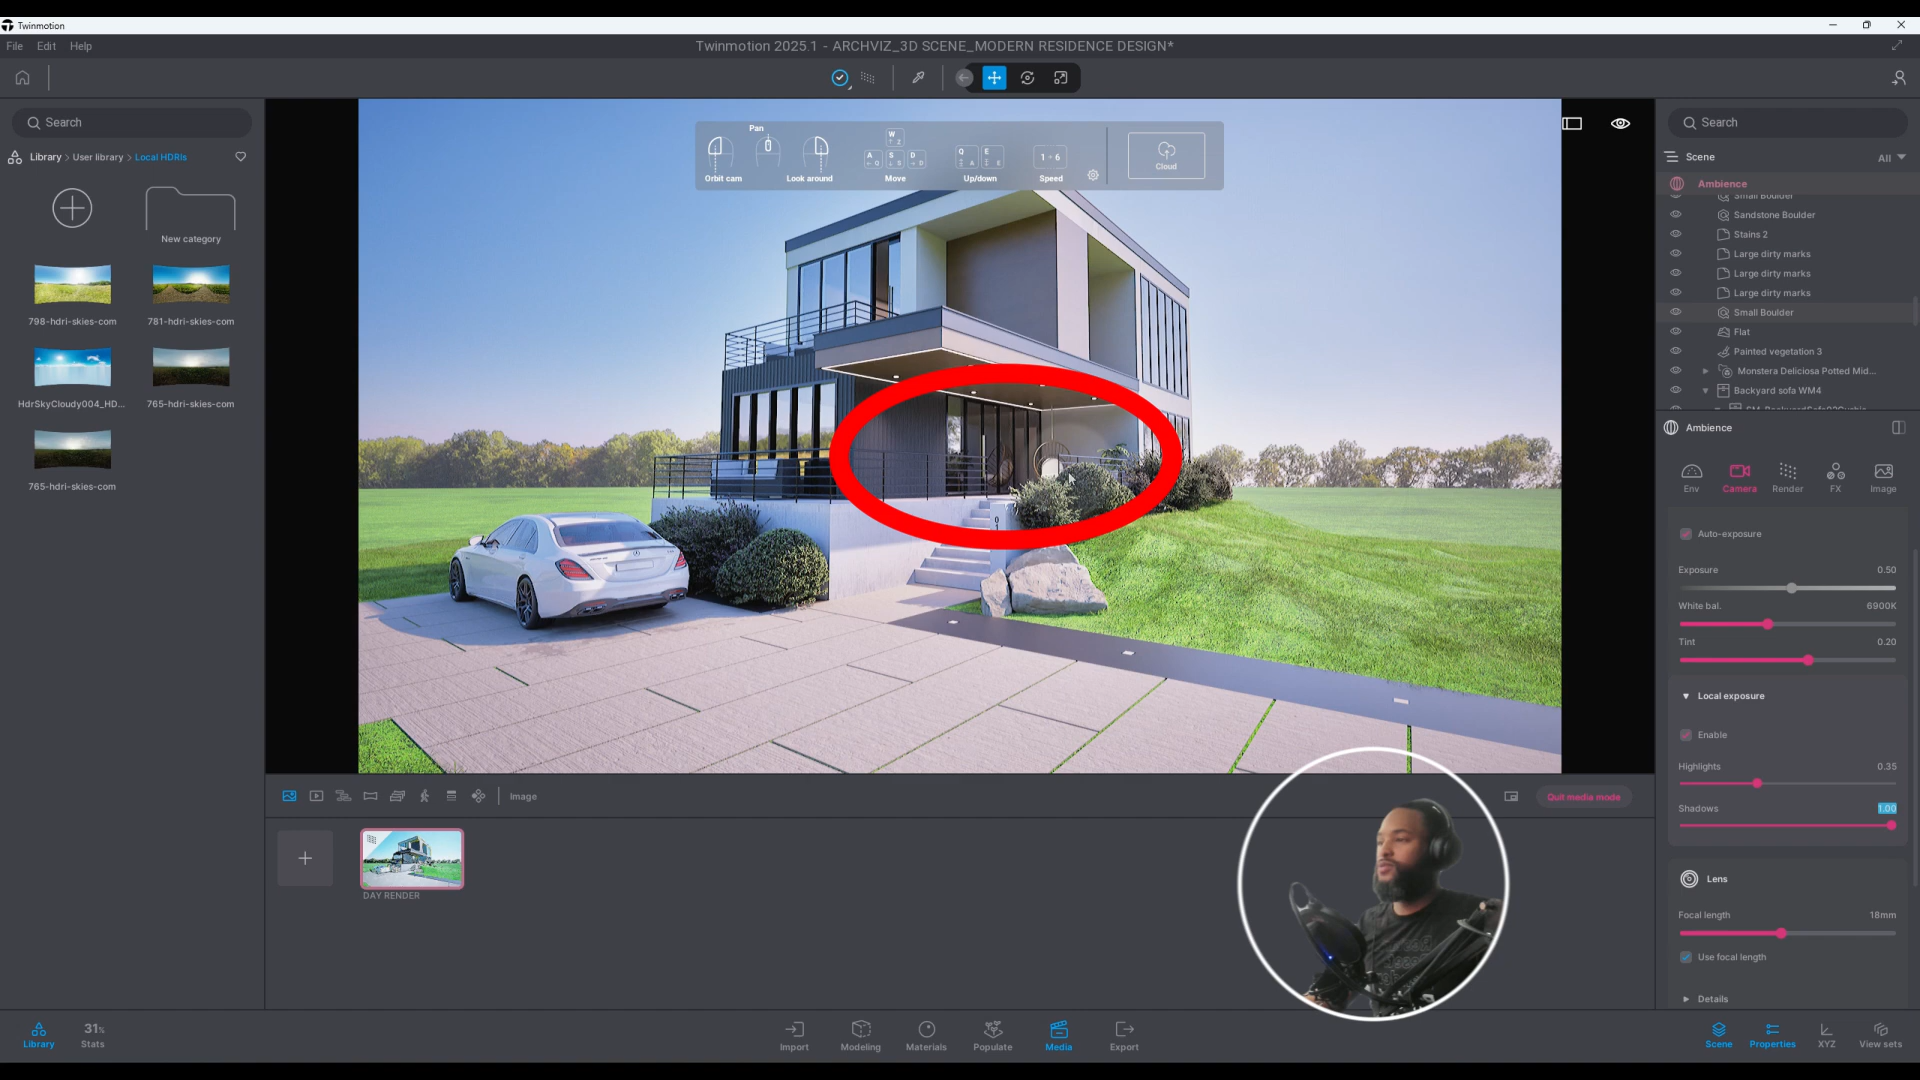 Twinmotion
File Edit Help
Twinmotion 2025.1 - ARCHVIZ_3D SCENE_MODERN RESIDENCE DESIGN*
Search
Library > User library > Local HDRIs
New category
798-hdri-skies-com
781-hdri-skies-com
HdrSkyCloudy004_HD...
765-hdri-skies-com
765-hdri-skies-com
Pan
W
A S D
Q E
1 - 6
Orbit cam
Look around
Move
Up/down
Speed
Cloud
Search
Scene
All
Ambience
Small Boulder
Sandstone Boulder
Stains 2
Large dirty marks
Large dirty marks
Large dirty marks
Small Boulder
Flat
Painted vegetation 3
Monstera Deliciosa Potted Mid...
Backyard sofa WM4
Ambience
Env
Camera
Render
FX
Image
Auto-exposure
Exposure 0.50
White bal. 6900K
Tint 0.20
Local exposure
Enable
Highlights 0.35
Shadows 1.00
Lens
Focal length 18mm
Use focal length
Details
Image
Quit media mode
DAY RENDER
Library
31%
Stats
Import
Modeling
Materials
Populate
Media
Export
Scene
Properties
XYZ
View sets